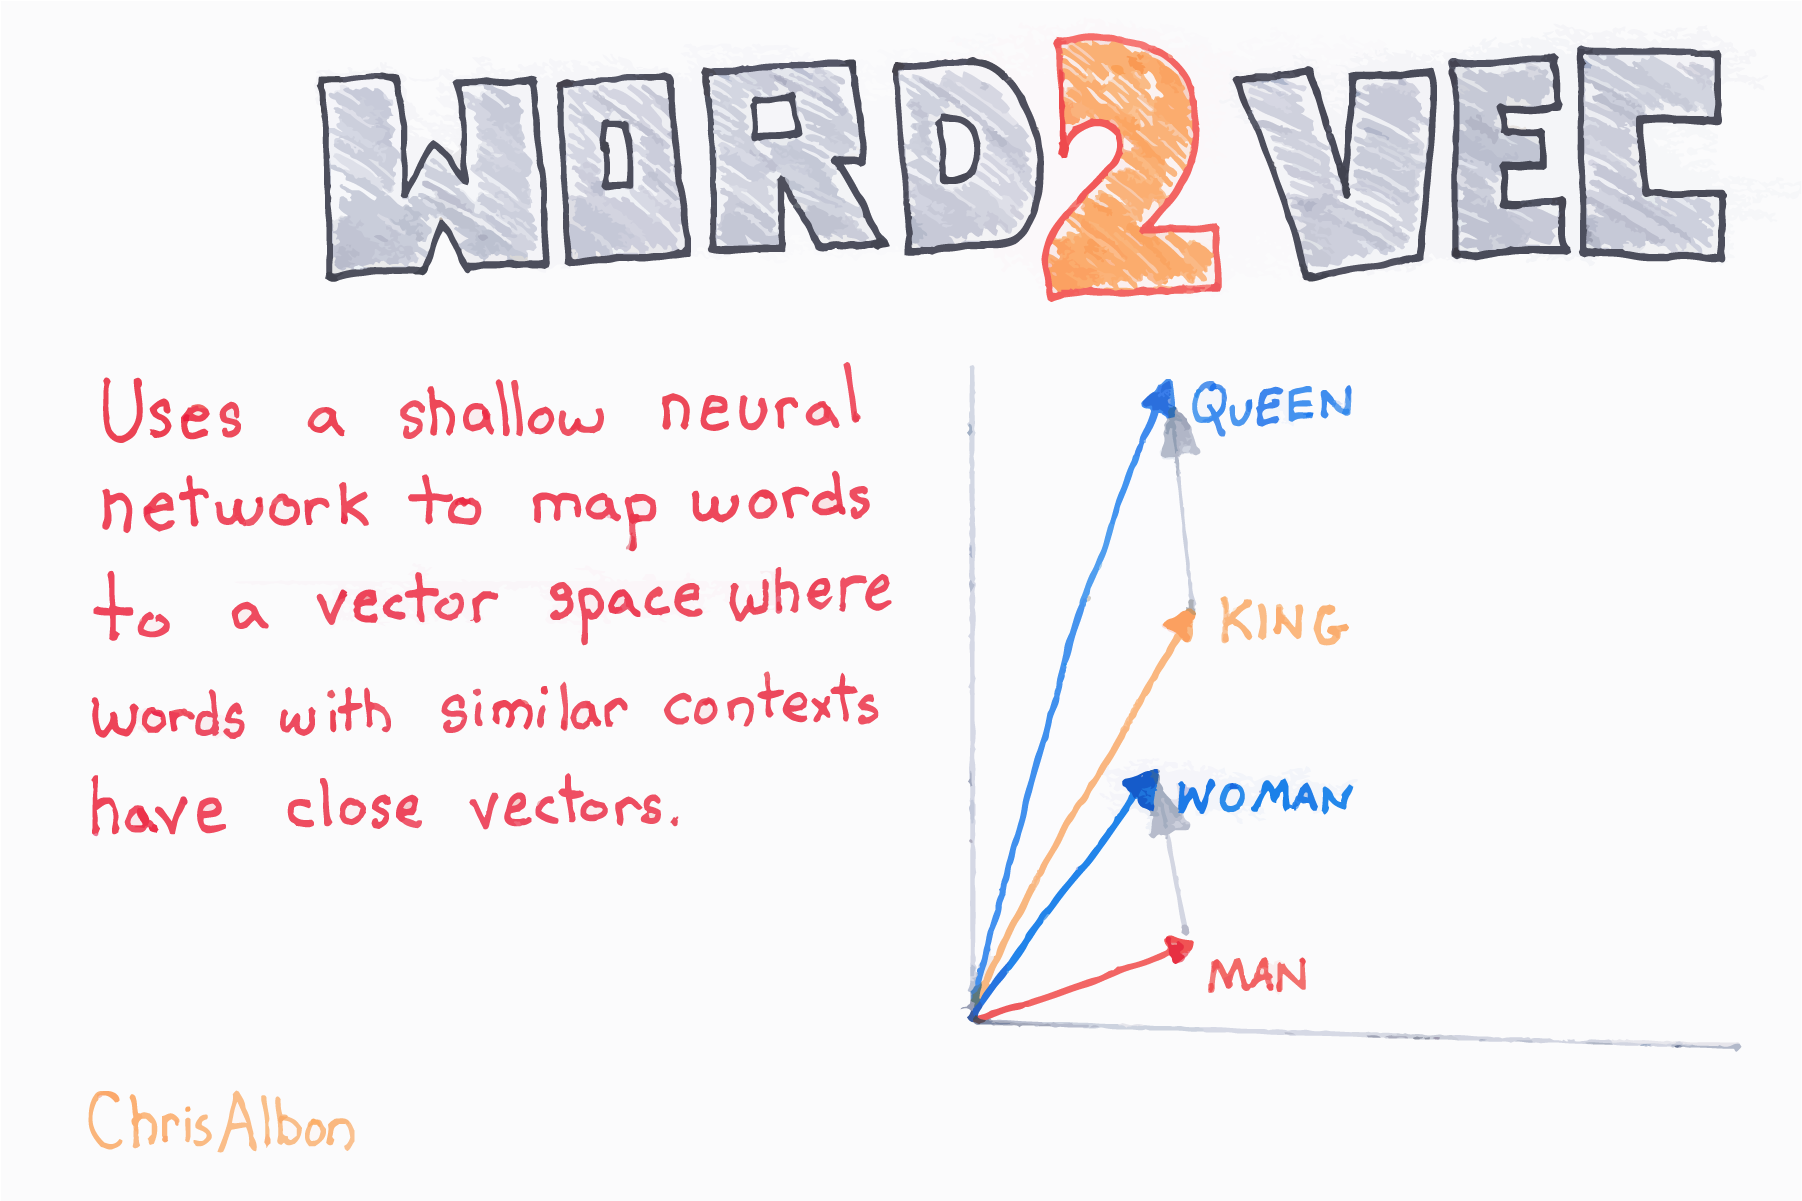 WORD2VEC
Uses a shallow neural
network to map words
to a vector space where
words with similar contexts
have close vectors.
QUEEN
KING
WOMAN
MAN
ChrisAlbon